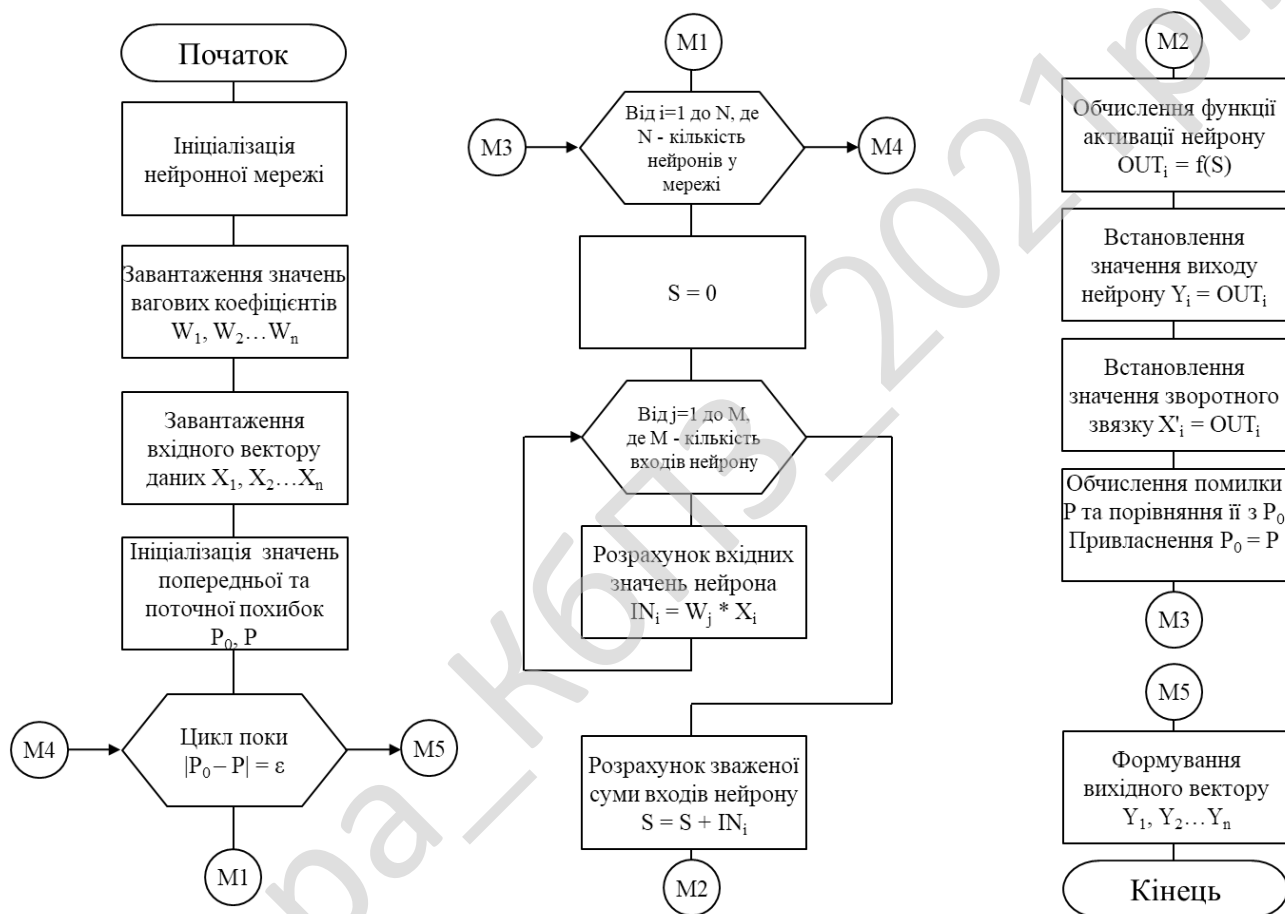 Початок
Ініціалізація
нейронної мережі
Завантаження значень
вагових коефіцієнтів
W₁, W₂…Wₙ
Завантаження
вхідного вектору
даних X₁, X₂…Xₙ
Ініціалізація значень
попередньої та
поточної похибок
P₀, P
M4
Цикл поки
|P₀ – P| = ε
M5
M1
M1
M3
Від i=1 до N, де
N - кількість
нейронів у
мережі
M4
S = 0
Від j=1 до M,
де M - кількість
входів нейрону
Розрахунок вхідних
значень нейрона
INᵢ = Wⱼ * Xᵢ
Розрахунок зваженої
суми входів нейрону
S = S + INᵢ
M2
M2
Обчислення функції
активації нейрону
OUTᵢ = f(S)
Встановлення
значення виходу
нейрону Yᵢ = OUTᵢ
Встановлення
значення зворотного
звязку X'ᵢ = OUTᵢ
Обчислення помилки
P та порівняння її з P₀
Привласнення P₀ = P
M3
M5
Формування
вихідного вектору
Y₁, Y₂…Yₙ
Кінець
ра_КбПЗ_2021р